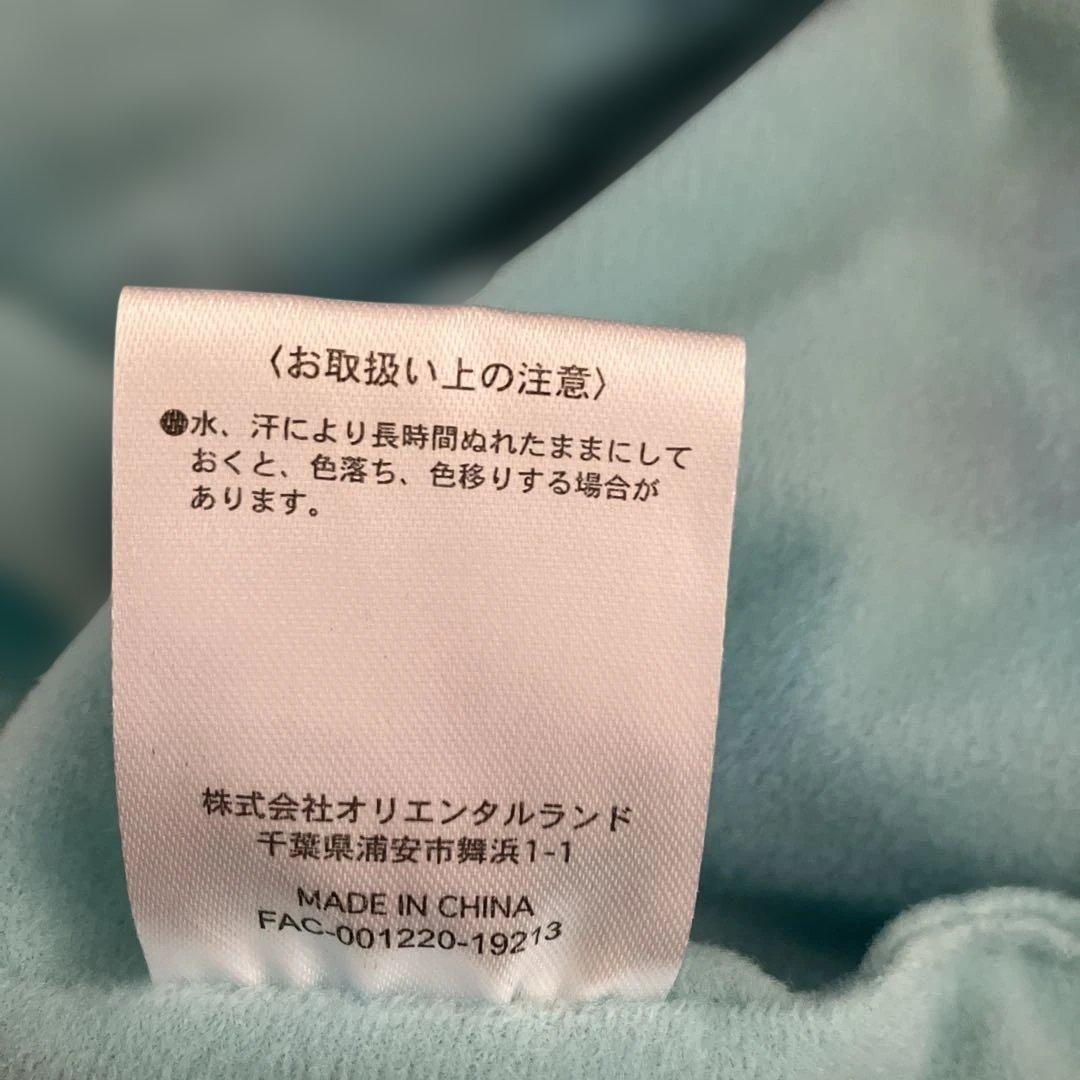 〈お取扱い上の注意〉
●水、汗により長時間ぬれたままにして
おくと、色落ち、色移りする場合が
あります。
株式会社オリエンタルランド
千葉県浦安市舞浜1-1
MADE IN CHINA
FAC-001220-19213